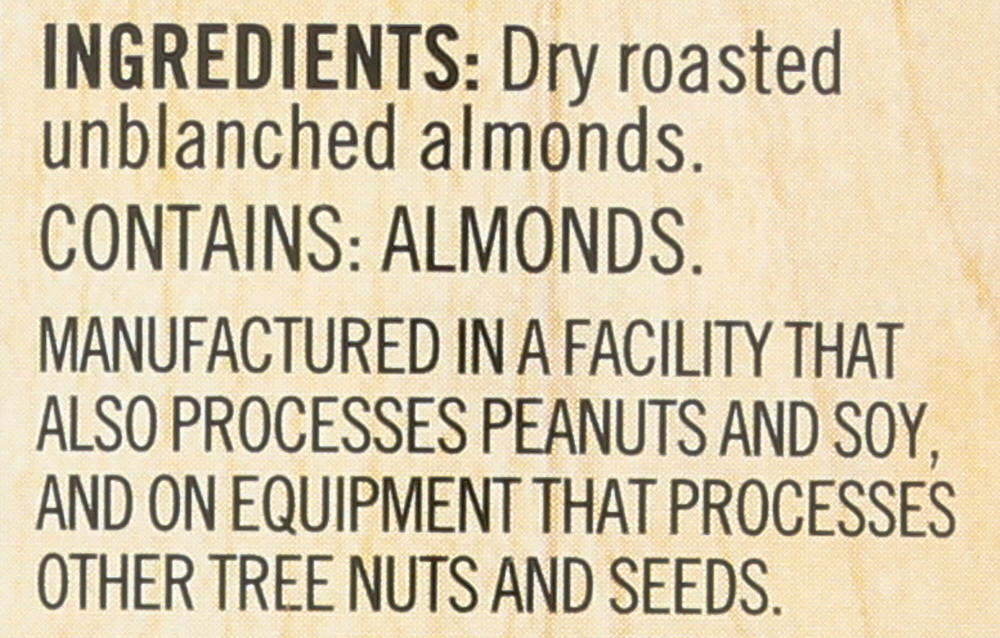 INGREDIENTS: Dry roasted
unblanched almonds.
CONTAINS: ALMONDS.
MANUFACTURED IN A FACILITY THAT
ALSO PROCESSES PEANUTS AND SOY,
AND ON EQUIPMENT THAT PROCESSES
OTHER TREE NUTS AND SEEDS.